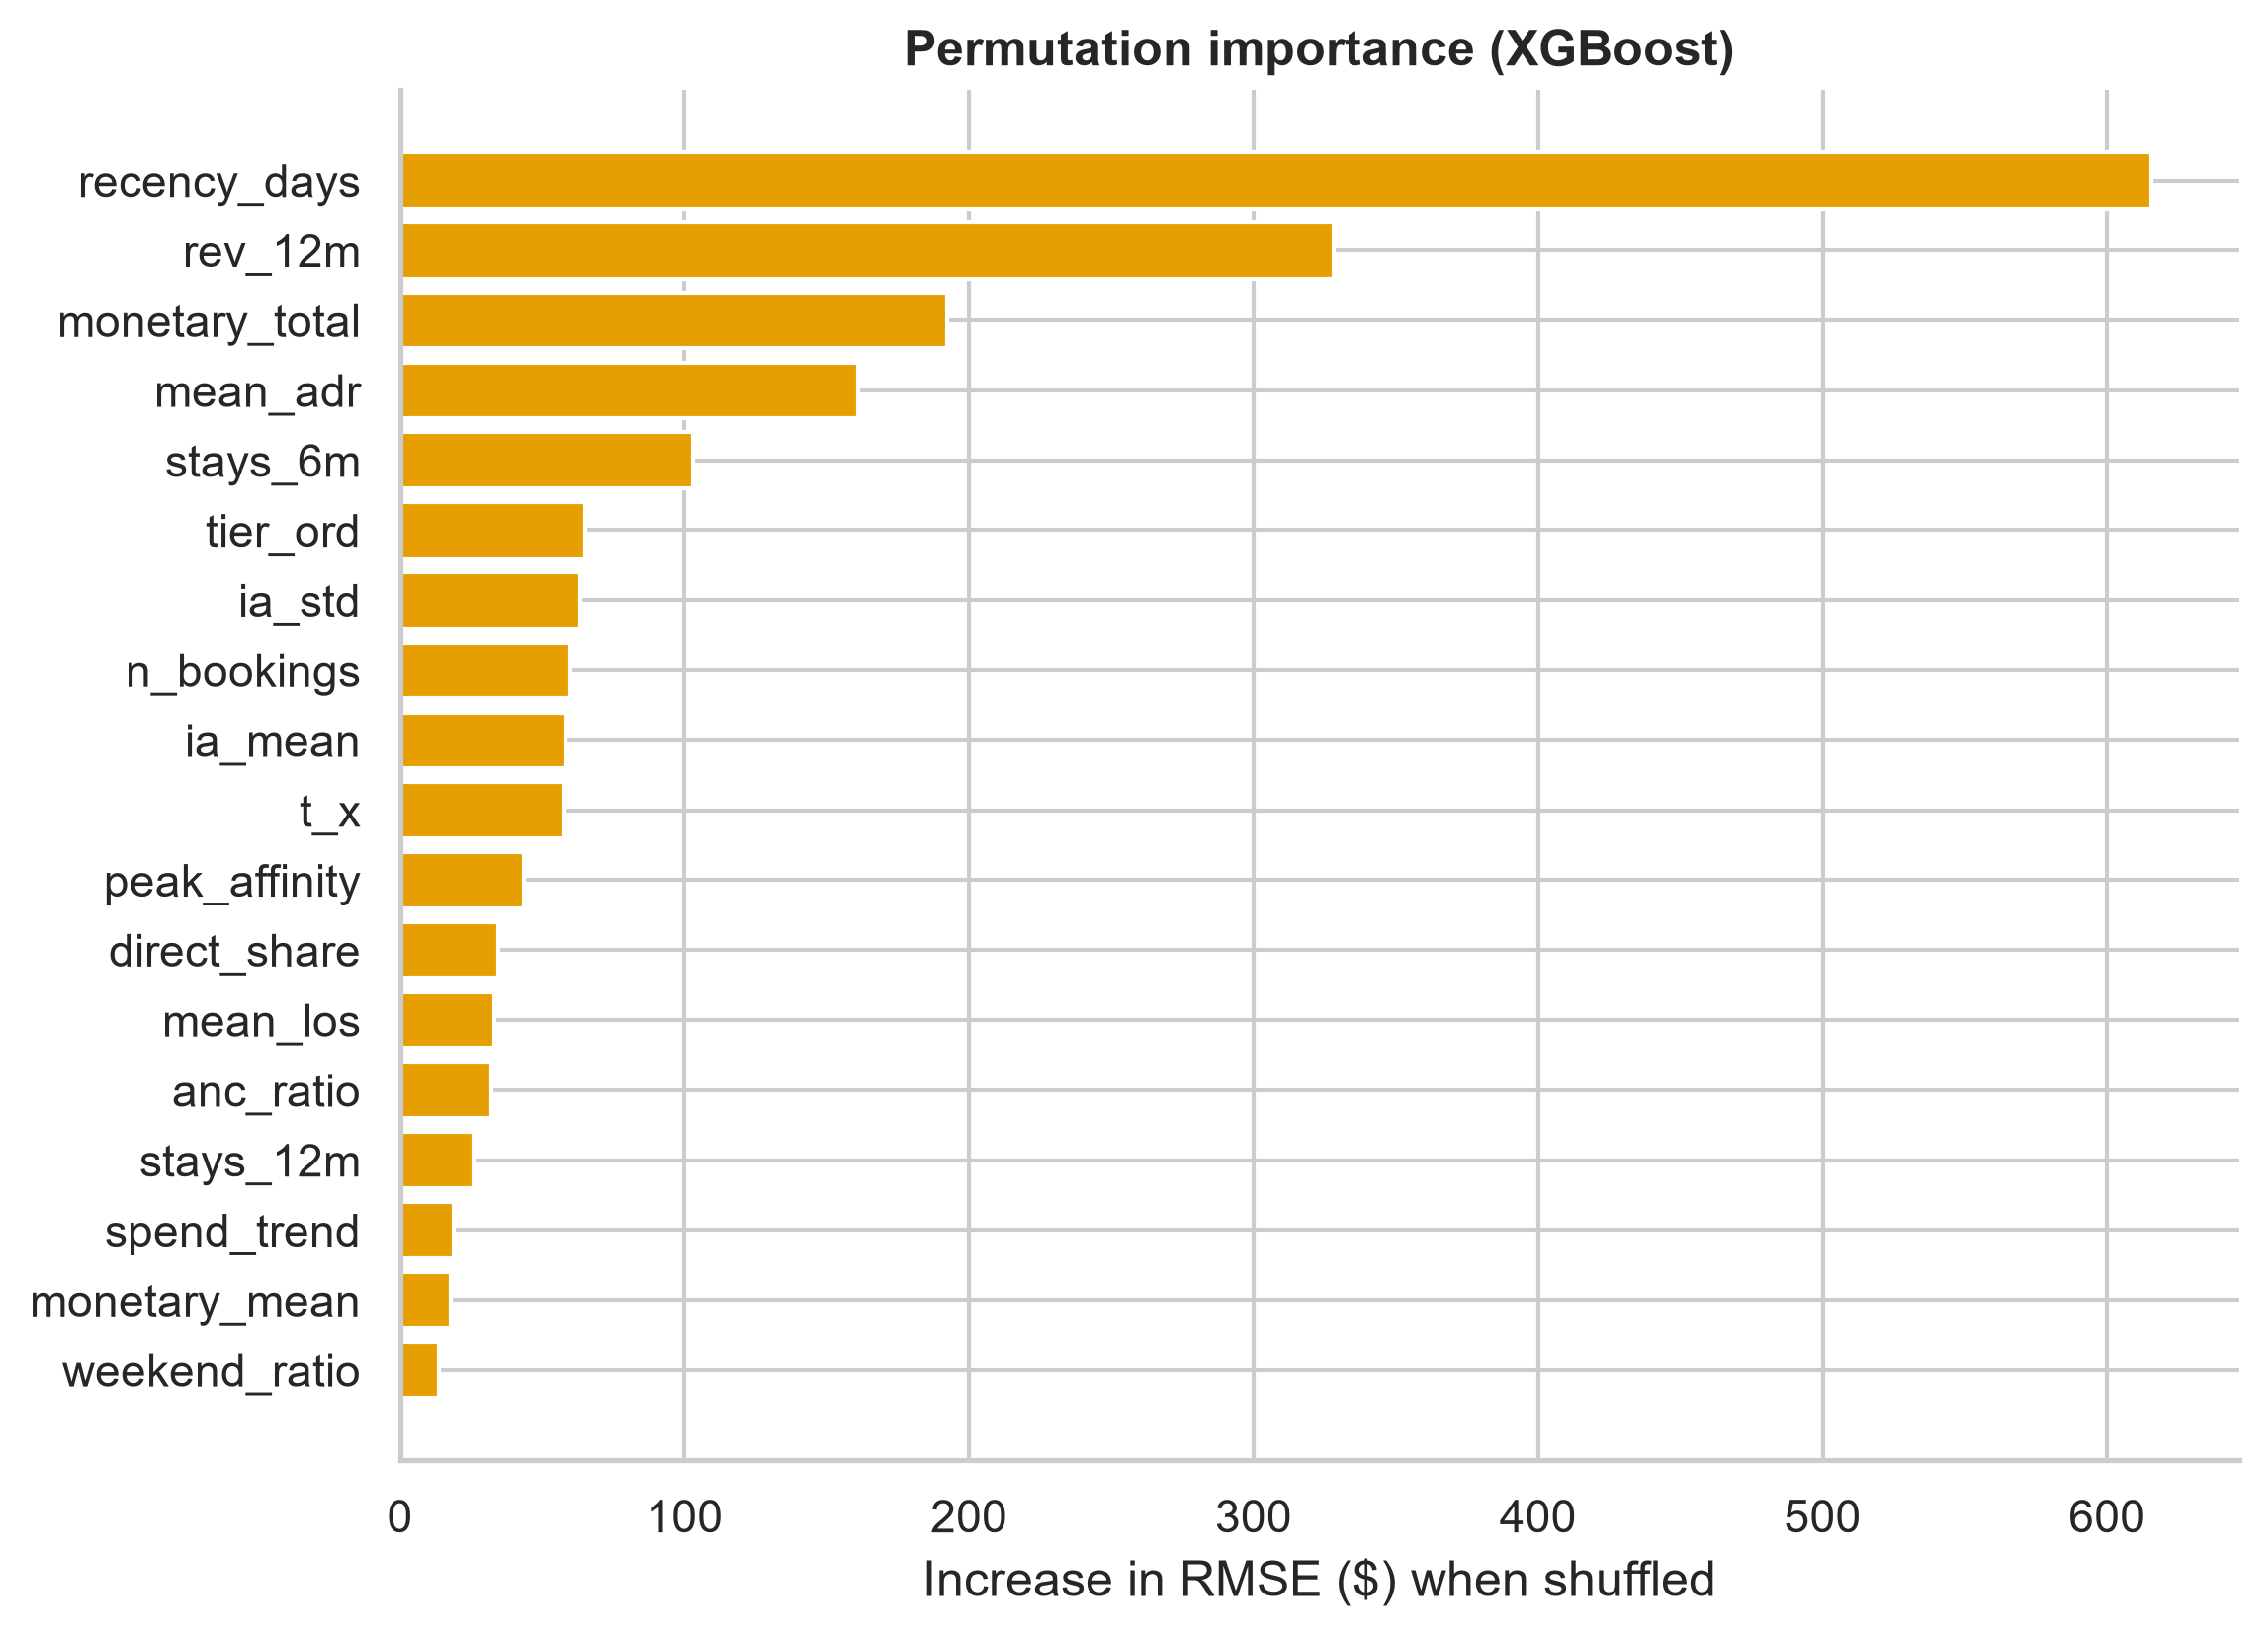 Permutation importance (XGBoost)
recency_days
rev_12m
monetary_total
mean_adr
stays_6m
tier_ord
ia_std
n_bookings
ia_mean
t_x
peak_affinity
direct_share
mean_los
anc_ratio
stays_12m
spend_trend
monetary_mean
weekend_ratio
0 100 200 300 400 500 600
Increase in RMSE ($) when shuffled